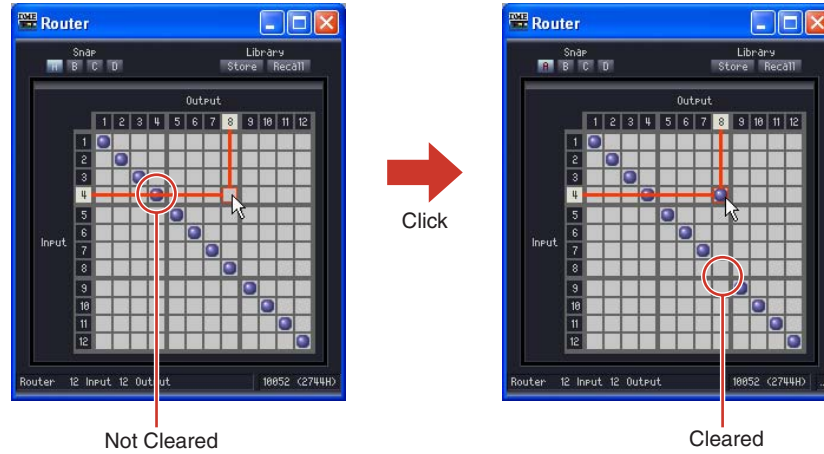 Router
Snap
Library
A B C D
Store Recall
Output
1 2 3 4 5 6 7 8 9 10 11 12
1
2
3
4
5
Input
6
7
8
9
10
11
12
Router 12 Input 12 Output 10052 (2744H)
Not Cleared
Click
Router
Snap
Library
A B C D
Store Recall
Output
1 2 3 4 5 6 7 8 9 10 11 12
1
2
3
4
5
Input
6
7
8
9
10
11
12
Router 12 Input 12 Output 10052 (2744H)
Cleared